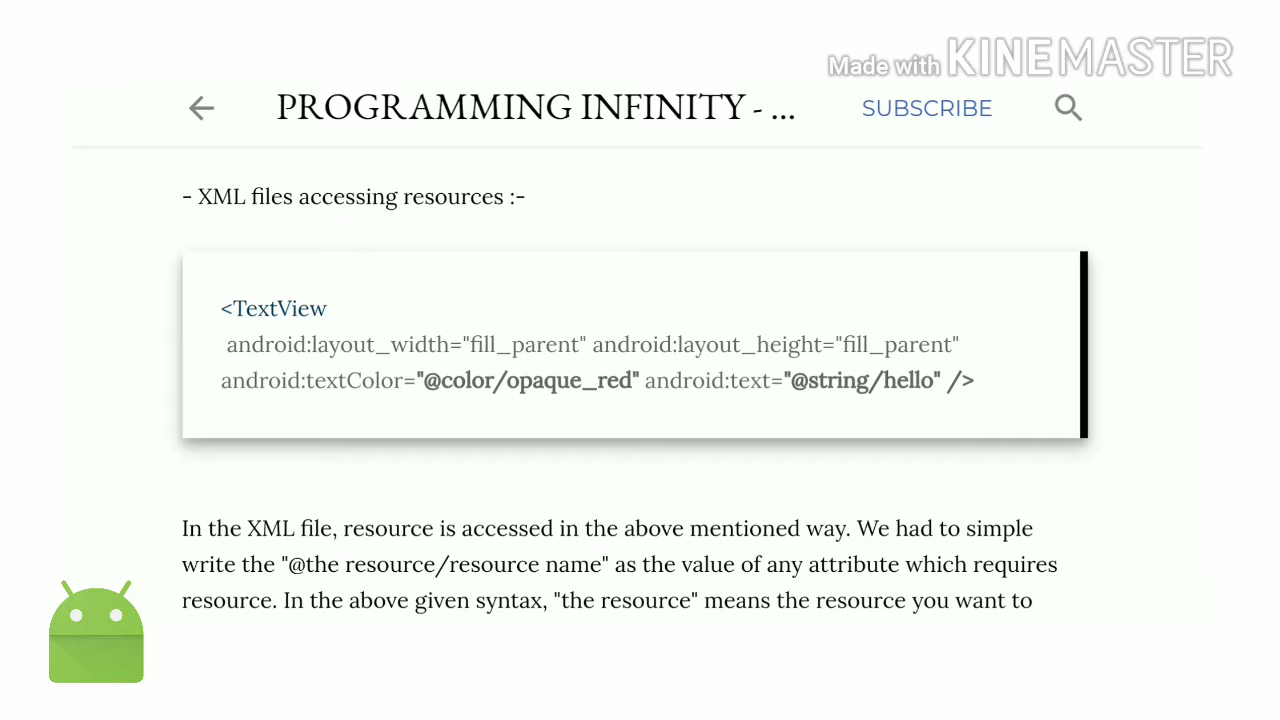 Made with KINEMASTER
PROGRAMMING INFINITY - ... SUBSCRIBE
- XML files accessing resources :-
<TextView
android:layout_width="fill_parent" android:layout_height="fill_parent"
android:textColor="@color/opaque_red" android:text="@string/hello" />
In the XML file, resource is accessed in the above mentioned way. We had to simple
write the "@the resource/resource name" as the value of any attribute which requires
resource. In the above given syntax, "the resource" means the resource you want to